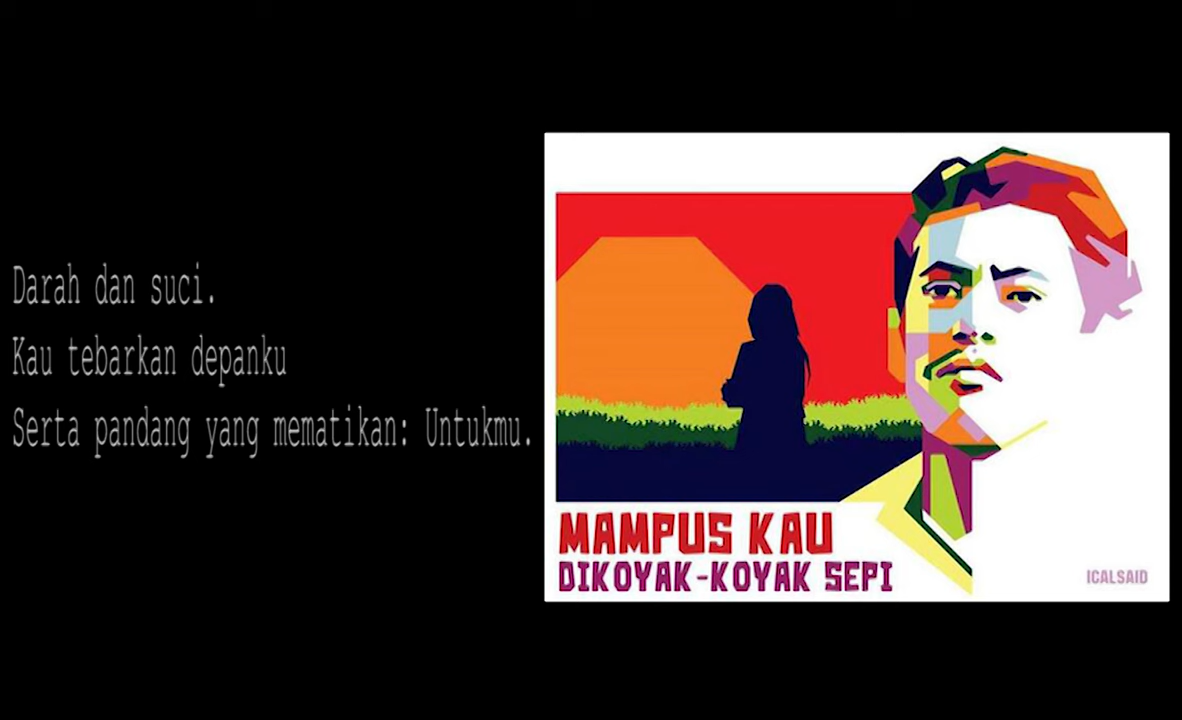 Darah dan suci.
Kau tebarkan depanku
Serta pandang yang mematikan: Untukmu.
MAMPUS KAU
DIKOYAK-KOYAK SEPI
ICALSAID